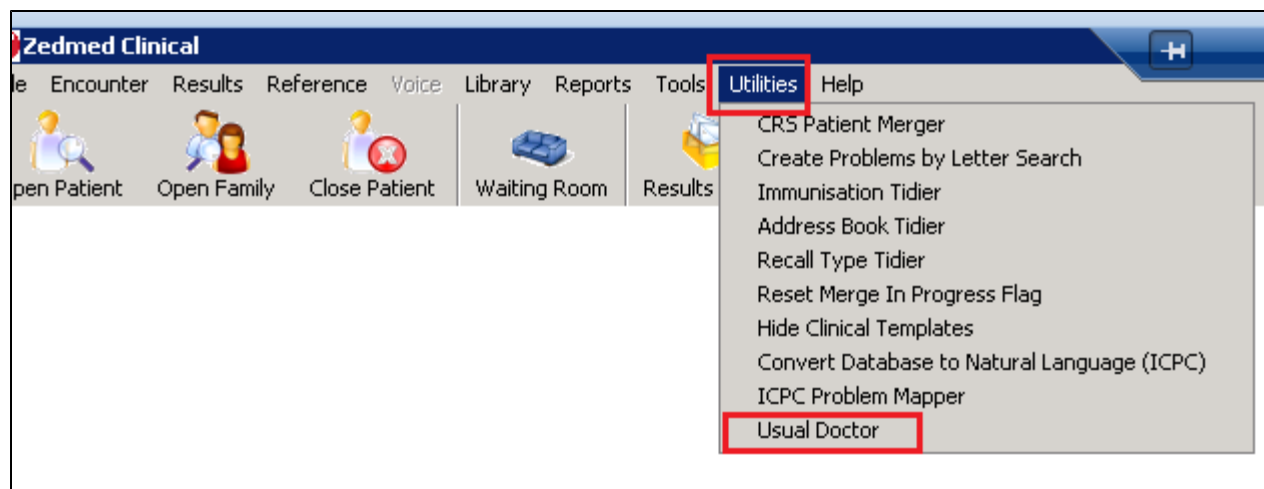 Zedmed Clinical
le Encounter Results Reference Voice Library Reports Tools Utilities Help
pen Patient Open Family Close Patient Waiting Room Results
CRS Patient Merger
Create Problems by Letter Search
Immunisation Tidier
Address Book Tidier
Recall Type Tidier
Reset Merge In Progress Flag
Hide Clinical Templates
Convert Database to Natural Language (ICPC)
ICPC Problem Mapper
Usual Doctor